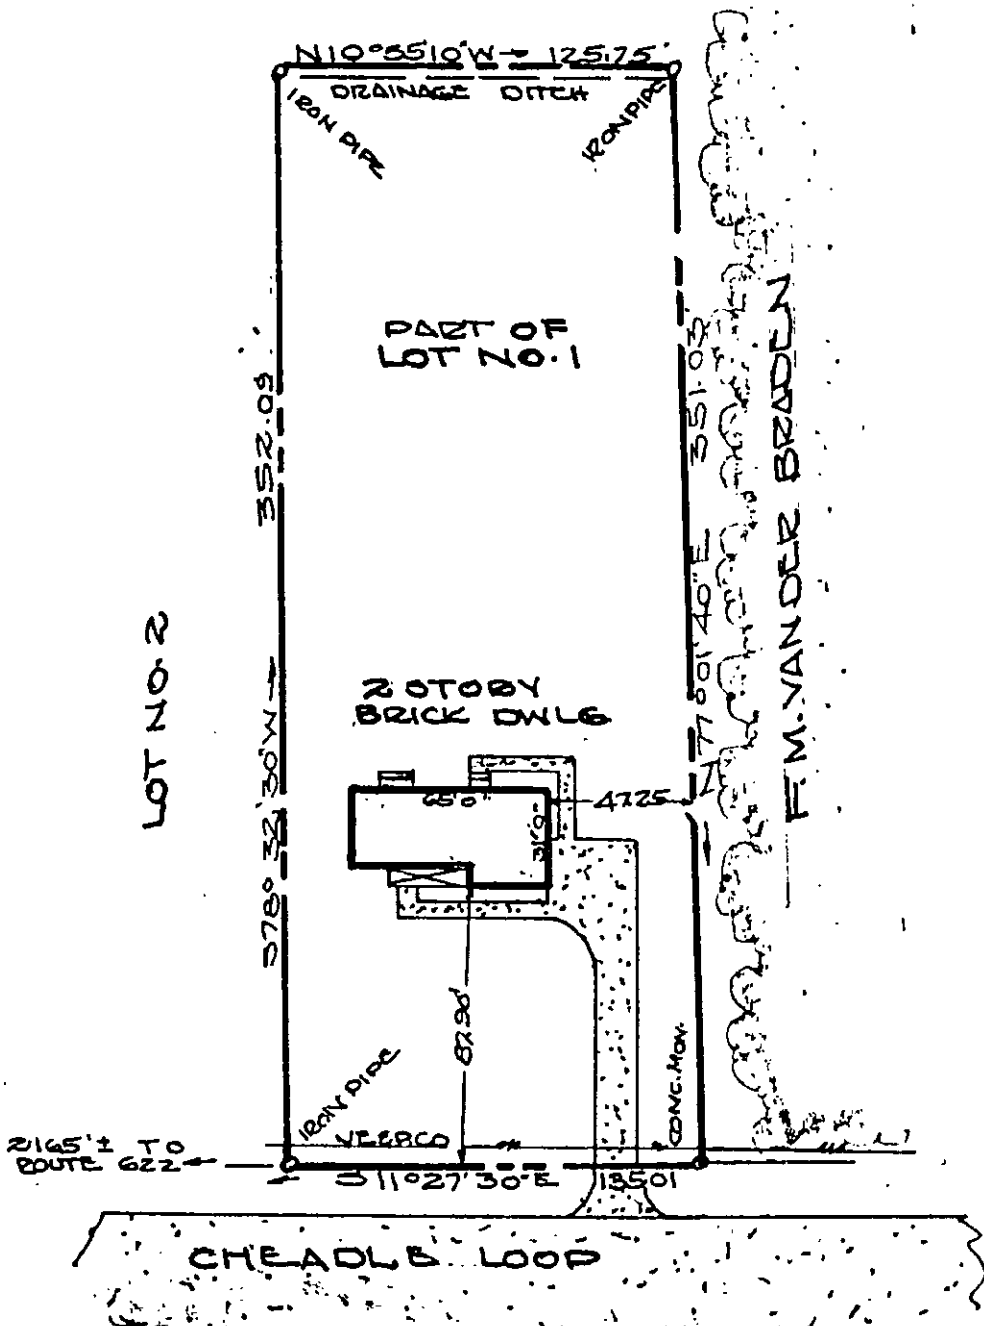 N10°55'10"W → 125.75'
DRAINAGE DITCH
IRON PIPE
IRON PIPE
PART OF
LOT NO. 1
352.09
S78° 32' 30" W →
LOT NO. 2
351.03'
N77°01'40"E
F. M. VANDER BRADEN
2 STORY
BRICK DWLG
65'0"
31'0"
47.25
82.90'
IRON PIPE
CONC. MON.
VEEPCO
2165'± TO
ROUTE 622
S 11°27'30"E 135.01
CHEADLE LOOP